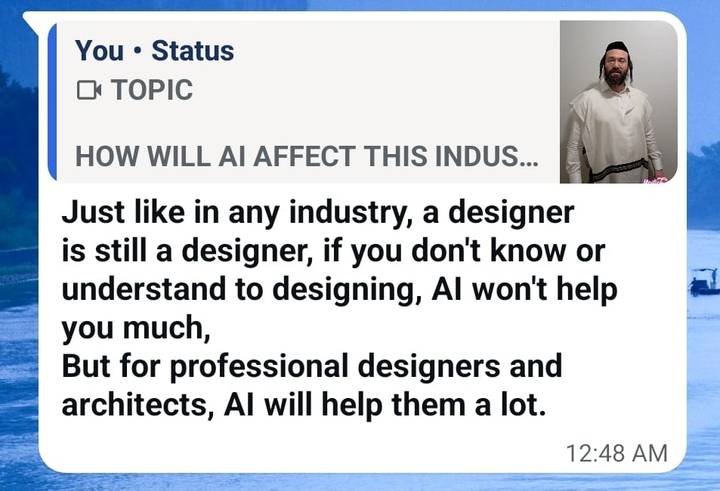 You • Status
TOPIC
HOW WILL AI AFFECT THIS INDUS...
Just like in any industry, a designer
is still a designer, if you don't know or
understand to designing, AI won't help
you much,
But for professional designers and
architects, AI will help them a lot.
12:48 AM